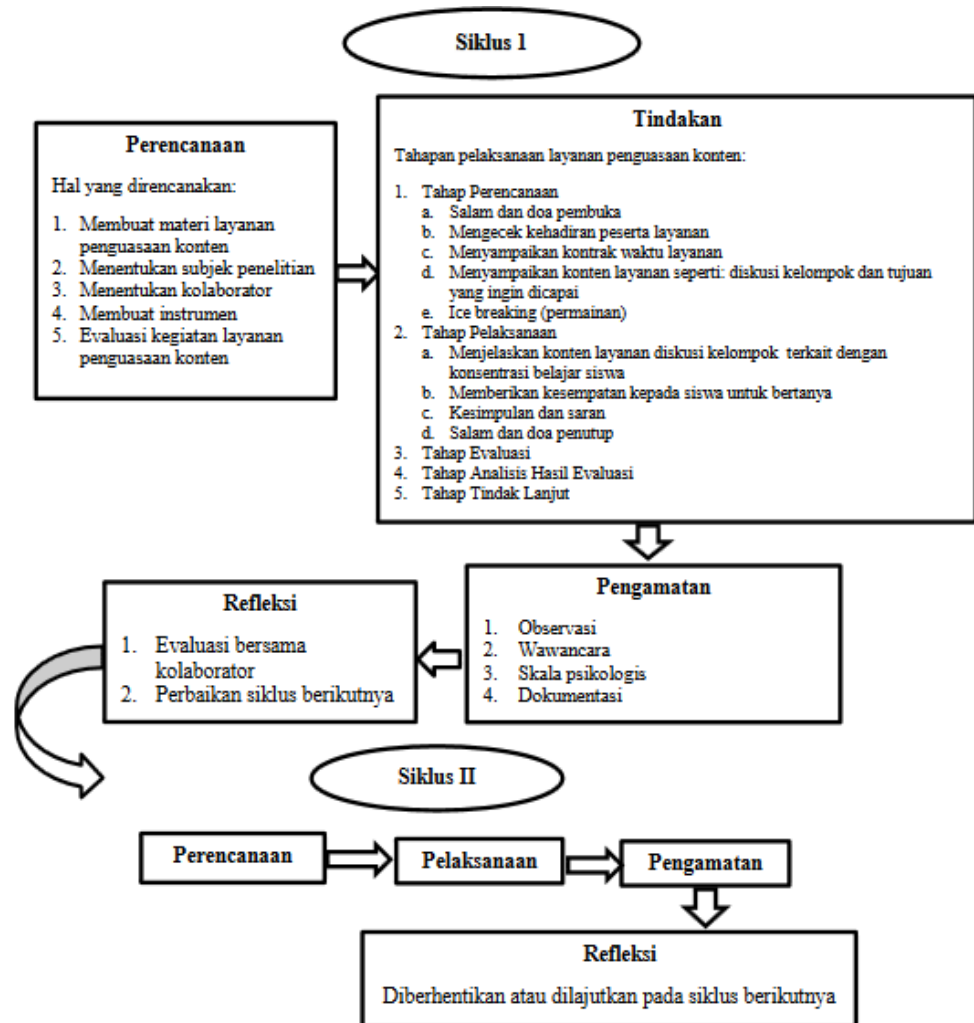 Siklus 1
Perencanaan
Hal yang direncanakan:
1. Membuat materi layanan
penguasaan konten
2. Menentukan subjek penelitian
3. Menentukan kolaborator
4. Membuat instrumen
5. Evaluasi kegiatan layanan
penguasaan konten
Tindakan
Tahapan pelaksanaan layanan penguasaan konten:
1. Tahap Perencanaan
a. Salam dan doa pembuka
b. Mengecek kehadiran peserta layanan
c. Menyampaikan kontrak waktu layanan
d. Menyampaikan konten layanan seperti: diskusi kelompok dan tujuan
yang ingin dicapai
e. Ice breaking (permainan)
2. Tahap Pelaksanaan
a. Menjelaskan konten layanan diskusi kelompok terkait dengan
konsentrasi belajar siswa
b. Memberikan kesempatan kepada siswa untuk bertanya
c. Kesimpulan dan saran
d. Salam dan doa penutup
3. Tahap Evaluasi
4. Tahap Analisis Hasil Evaluasi
5. Tahap Tindak Lanjut
Pengamatan
1. Observasi
2. Wawancara
3. Skala psikologis
4. Dokumentasi
Refleksi
1. Evaluasi bersama
kolaborator
2. Perbaikan siklus berikutnya
Siklus II
Perencanaan
Pelaksanaan
Pengamatan
Refleksi
Diberhentikan atau dilajutkan pada siklus berikutnya